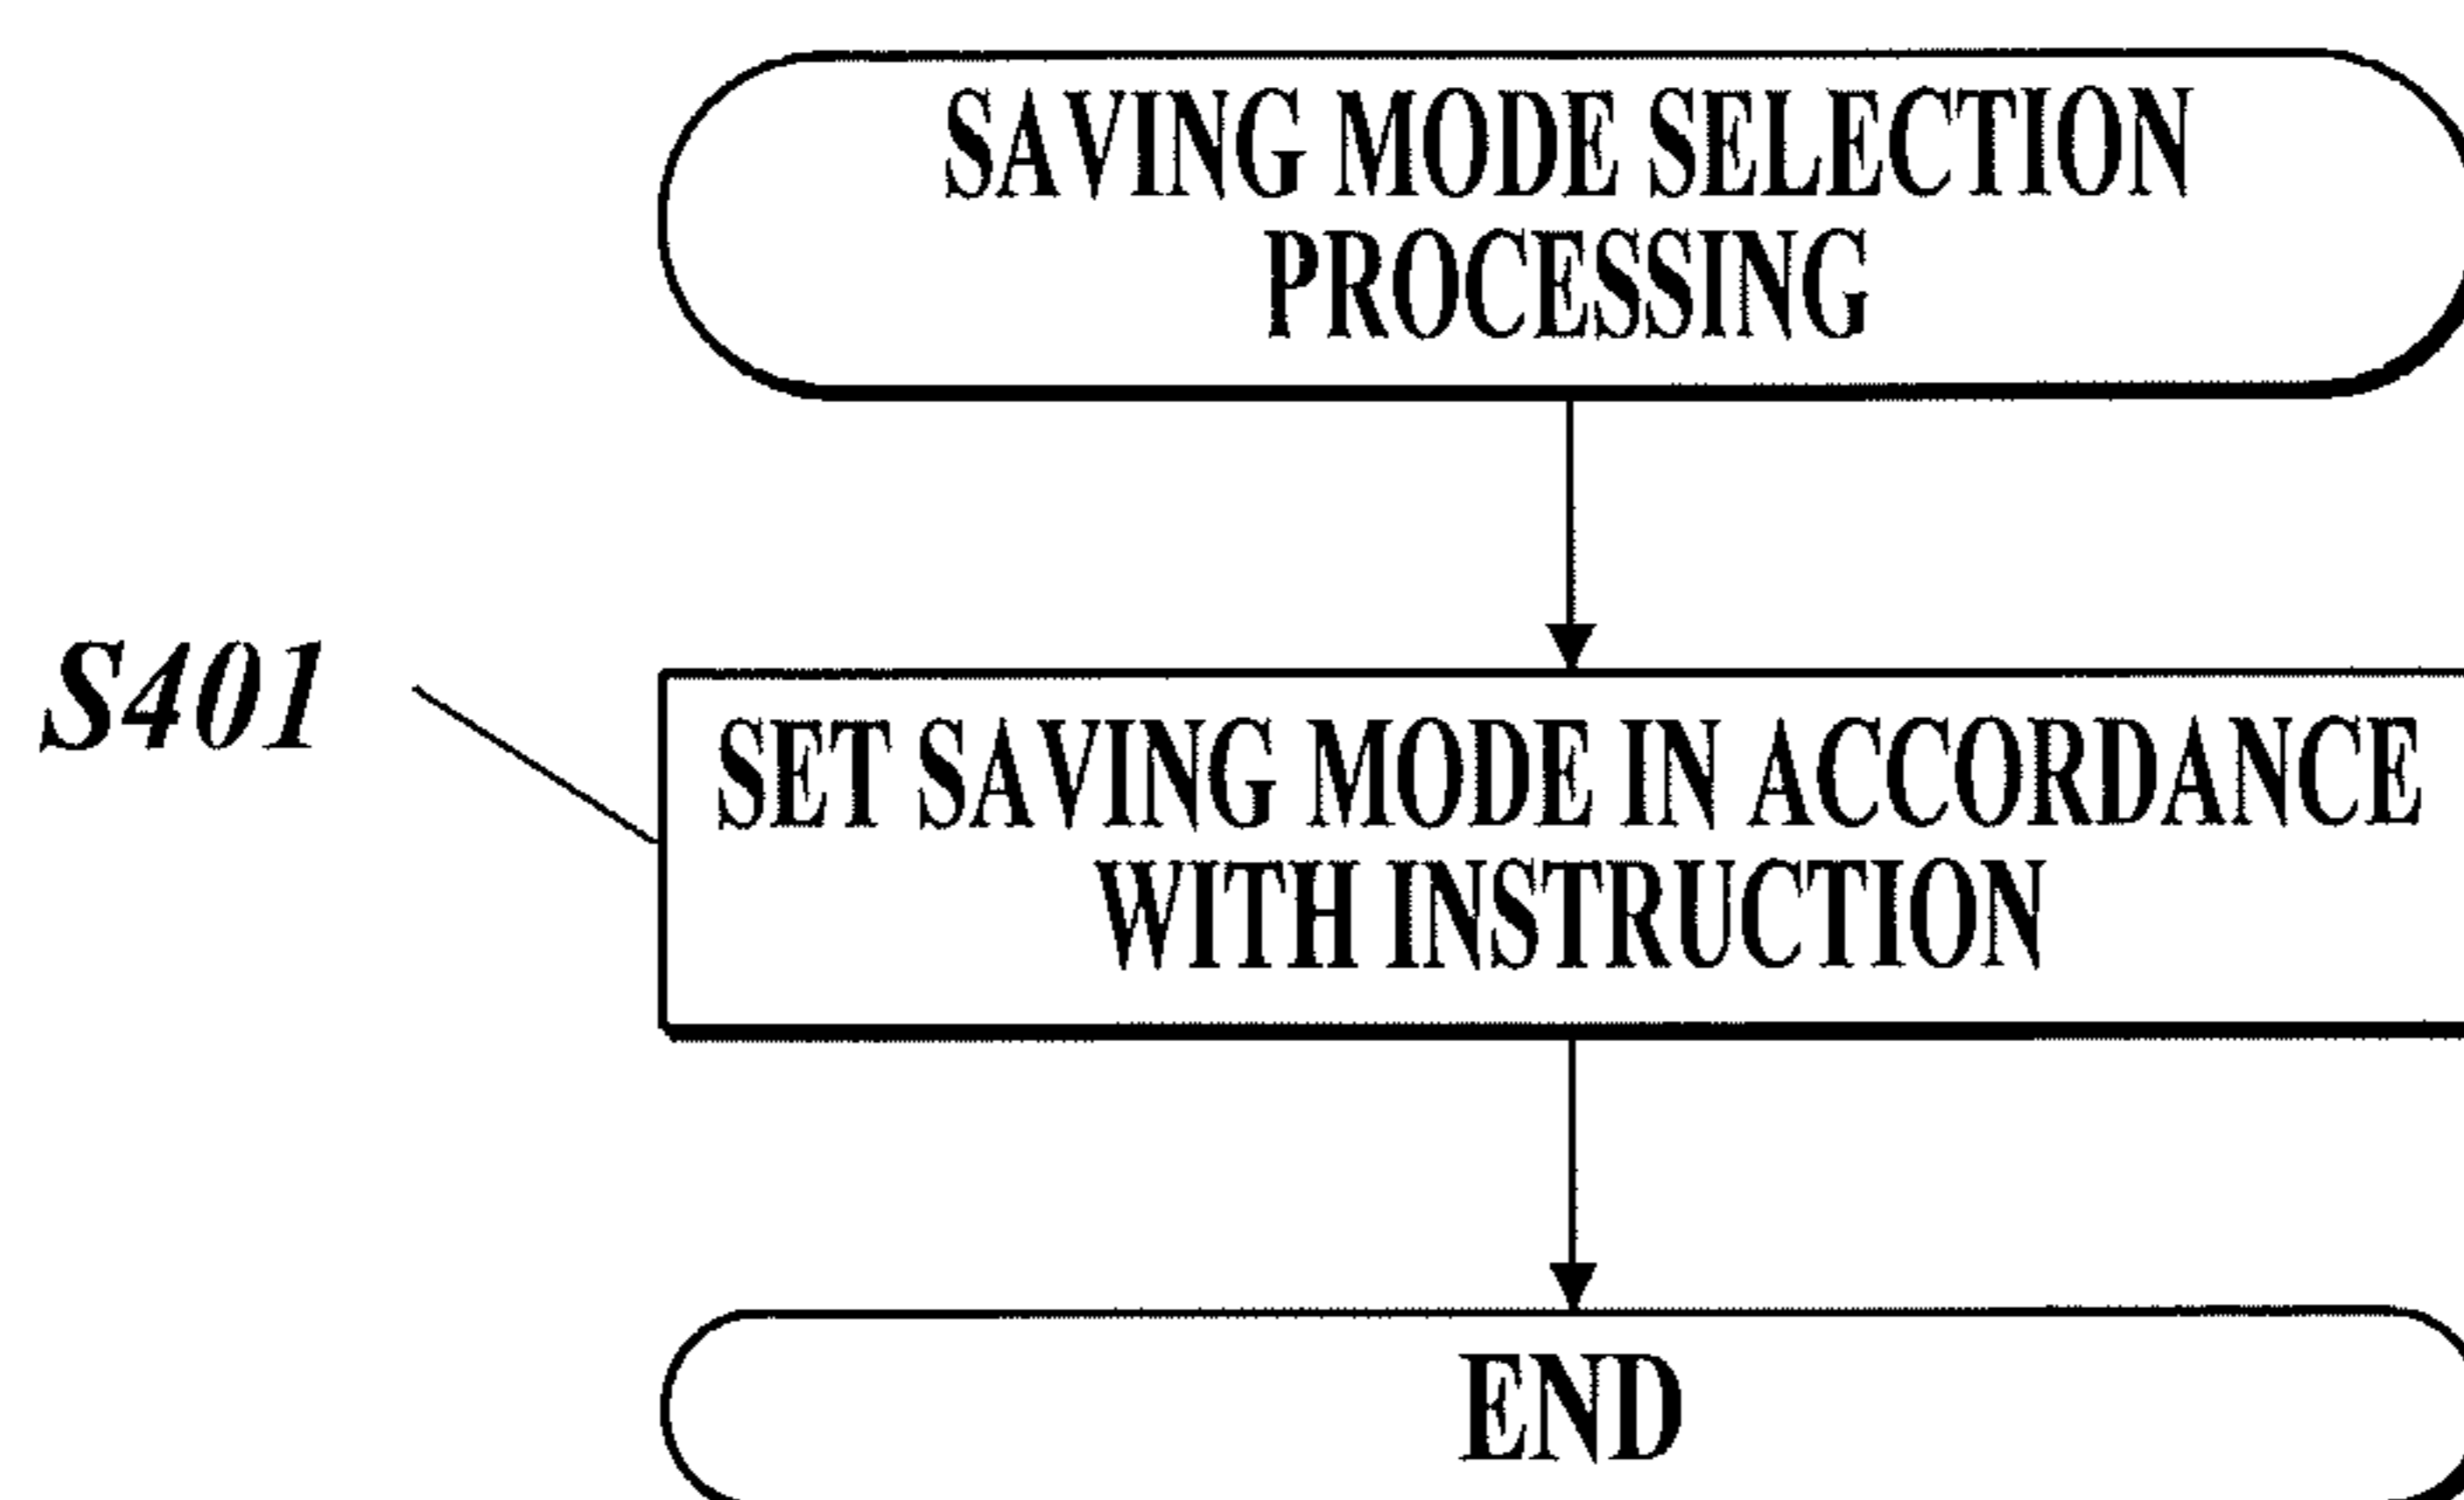 SAVING MODE SELECTION
PROCESSING
S401
SET SAVING MODE IN ACCORDANCE
WITH INSTRUCTION
END